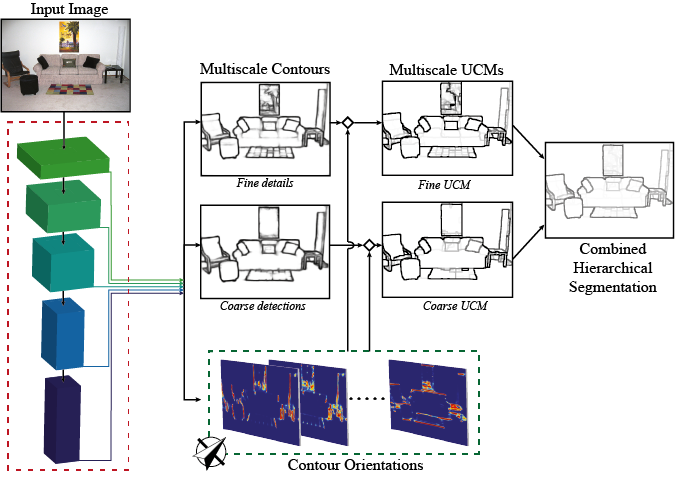 Input Image
Multiscale Contours
Multiscale UCMs
Fine details
Fine UCM
Coarse detections
Coarse UCM
Combined
Hierarchical
Segmentation
Contour Orientations